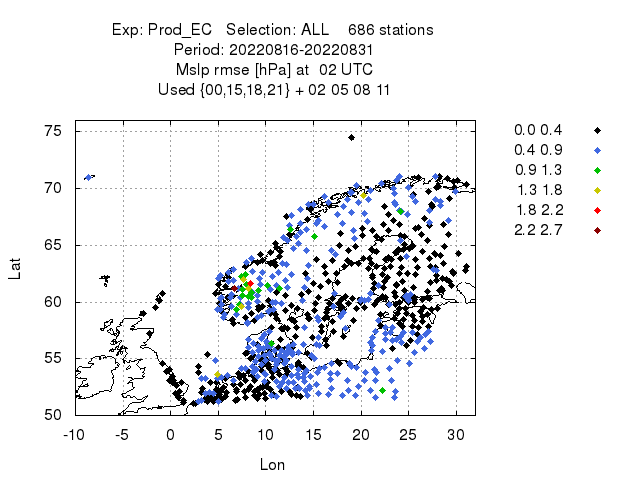 Exp: Prod_EC   Selection: ALL    686 stations
Period: 20220816-20220831
Mslp rmse [hPa] at  02 UTC
Used {00,15,18,21} + 02 05 08 11
75
70
65
60
55
50
Lat
-10 -5 0 5 10 15 20 25 30
Lon
0.0 0.4
0.4 0.9
0.9 1.3
1.3 1.8
1.8 2.2
2.2 2.7